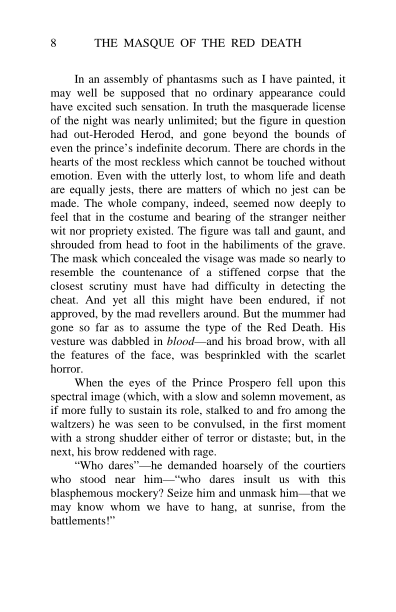 8 THE MASQUE OF THE RED DEATH
In an assembly of phantasms such as I have painted, it
may well be supposed that no ordinary appearance could
have excited such sensation. In truth the masquerade license
of the night was nearly unlimited; but the figure in question
had out-Heroded Herod, and gone beyond the bounds of
even the prince’s indefinite decorum. There are chords in the
hearts of the most reckless which cannot be touched without
emotion. Even with the utterly lost, to whom life and death
are equally jests, there are matters of which no jest can be
made. The whole company, indeed, seemed now deeply to
feel that in the costume and bearing of the stranger neither
wit nor propriety existed. The figure was tall and gaunt, and
shrouded from head to foot in the habiliments of the grave.
The mask which concealed the visage was made so nearly to
resemble the countenance of a stiffened corpse that the
closest scrutiny must have had difficulty in detecting the
cheat. And yet all this might have been endured, if not
approved, by the mad revellers around. But the mummer had
gone so far as to assume the type of the Red Death. His
vesture was dabbled in blood—and his broad brow, with all
the features of the face, was besprinkled with the scarlet
horror.
When the eyes of the Prince Prospero fell upon this
spectral image (which, with a slow and solemn movement, as
if more fully to sustain its role, stalked to and fro among the
waltzers) he was seen to be convulsed, in the first moment
with a strong shudder either of terror or distaste; but, in the
next, his brow reddened with rage.
“Who dares”—he demanded hoarsely of the courtiers
who stood near him—“who dares insult us with this
blasphemous mockery? Seize him and unmask him—that we
may know whom we have to hang, at sunrise, from the
battlements!”